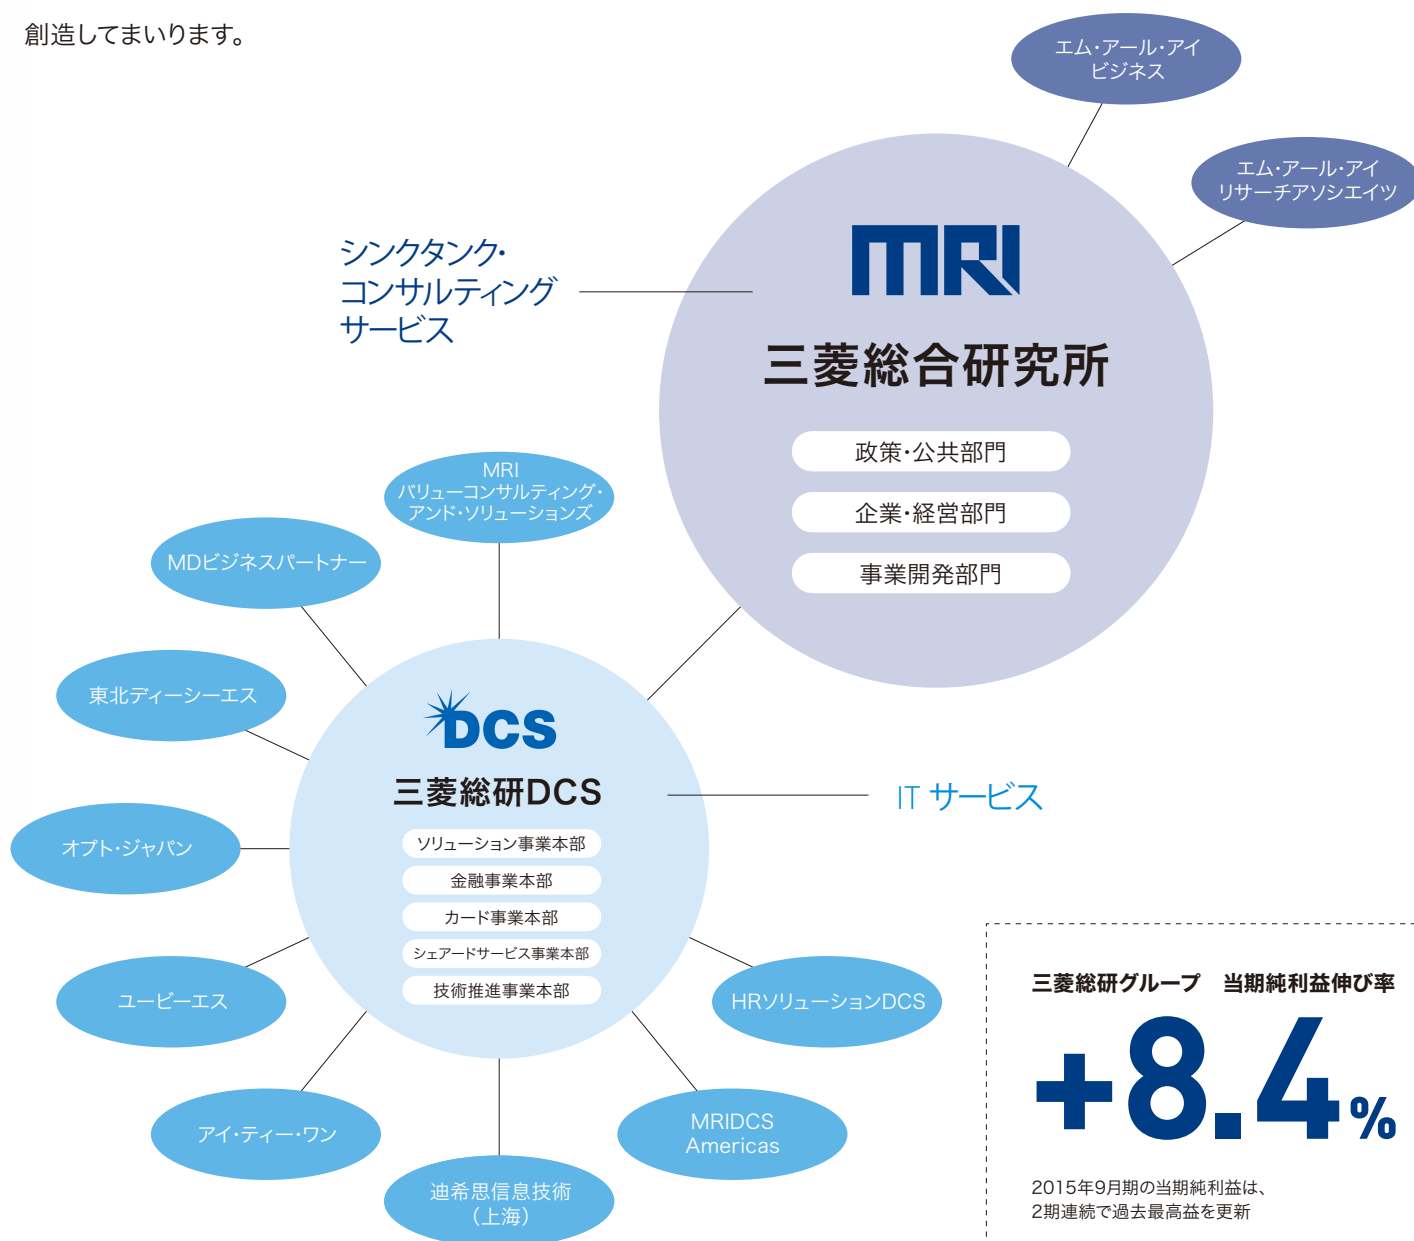 創造してまいります。
エム・アール・アイ
ビジネス
エム・アール・アイ
リサーチアソシエイツ
シンクタンク・
コンサルティング
サービス
MRI
三菱総合研究所
政策・公共部門
企業・経営部門
事業開発部門
MRI
バリューコンサルティング・
アンド・ソリューションズ
MDビジネスパートナー
東北ディーシーエス
オプト・ジャパン
ユービーエス
アイ・ティー・ワン
迪希思信息技術
（上海）
MRIDCS
Americas
HRソリューションDCS
DCS
三菱総研DCS
ソリューション事業本部
金融事業本部
カード事業本部
シェアードサービス事業本部
技術推進事業本部
IT サービス
三菱総研グループ　当期純利益伸び率
+8.4%
2015年9月期の当期純利益は、
2期連続で過去最高益を更新